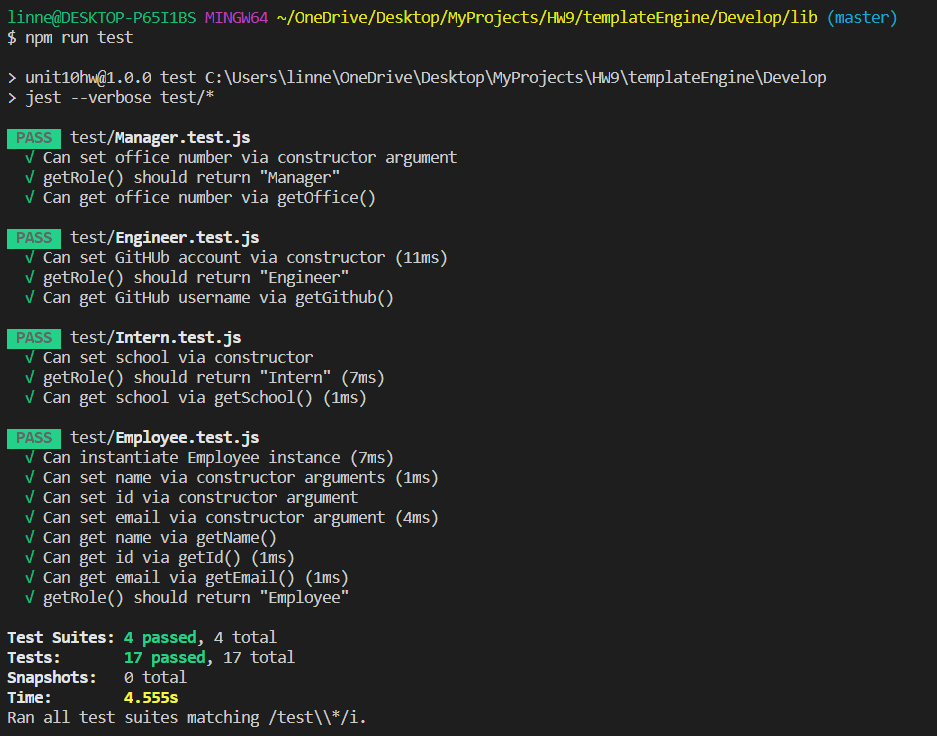 linne@DESKTOP-P65I1BS MINGW64 ~/OneDrive/Desktop/MyProjects/HW9/templateEngine/Develop/lib (master)
$ npm run test
> unit10hw@1.0.0 test C:\Users\linne\OneDrive\Desktop\MyProjects\HW9\templateEngine\Develop
> jest --verbose test/*
PASS test/Manager.test.js
√ Can set office number via constructor argument
√ getRole() should return "Manager"
√ Can get office number via getOffice()
PASS test/Engineer.test.js
√ Can set GitHUb account via constructor (11ms)
√ getRole() should return "Engineer"
√ Can get GitHub username via getGithub()
PASS test/Intern.test.js
√ Can set school via constructor
√ getRole() should return "Intern" (7ms)
√ Can get school via getSchool() (1ms)
PASS test/Employee.test.js
√ Can instantiate Employee instance (7ms)
√ Can set name via constructor arguments (1ms)
√ Can set id via constructor argument
√ Can set email via constructor argument (4ms)
√ Can get name via getName()
√ Can get id via getId() (1ms)
√ Can get email via getEmail() (1ms)
√ getRole() should return "Employee"
Test Suites: 4 passed, 4 total
Tests: 17 passed, 17 total
Snapshots: 0 total
Time: 4.555s
Ran all test suites matching /test\\*/i.